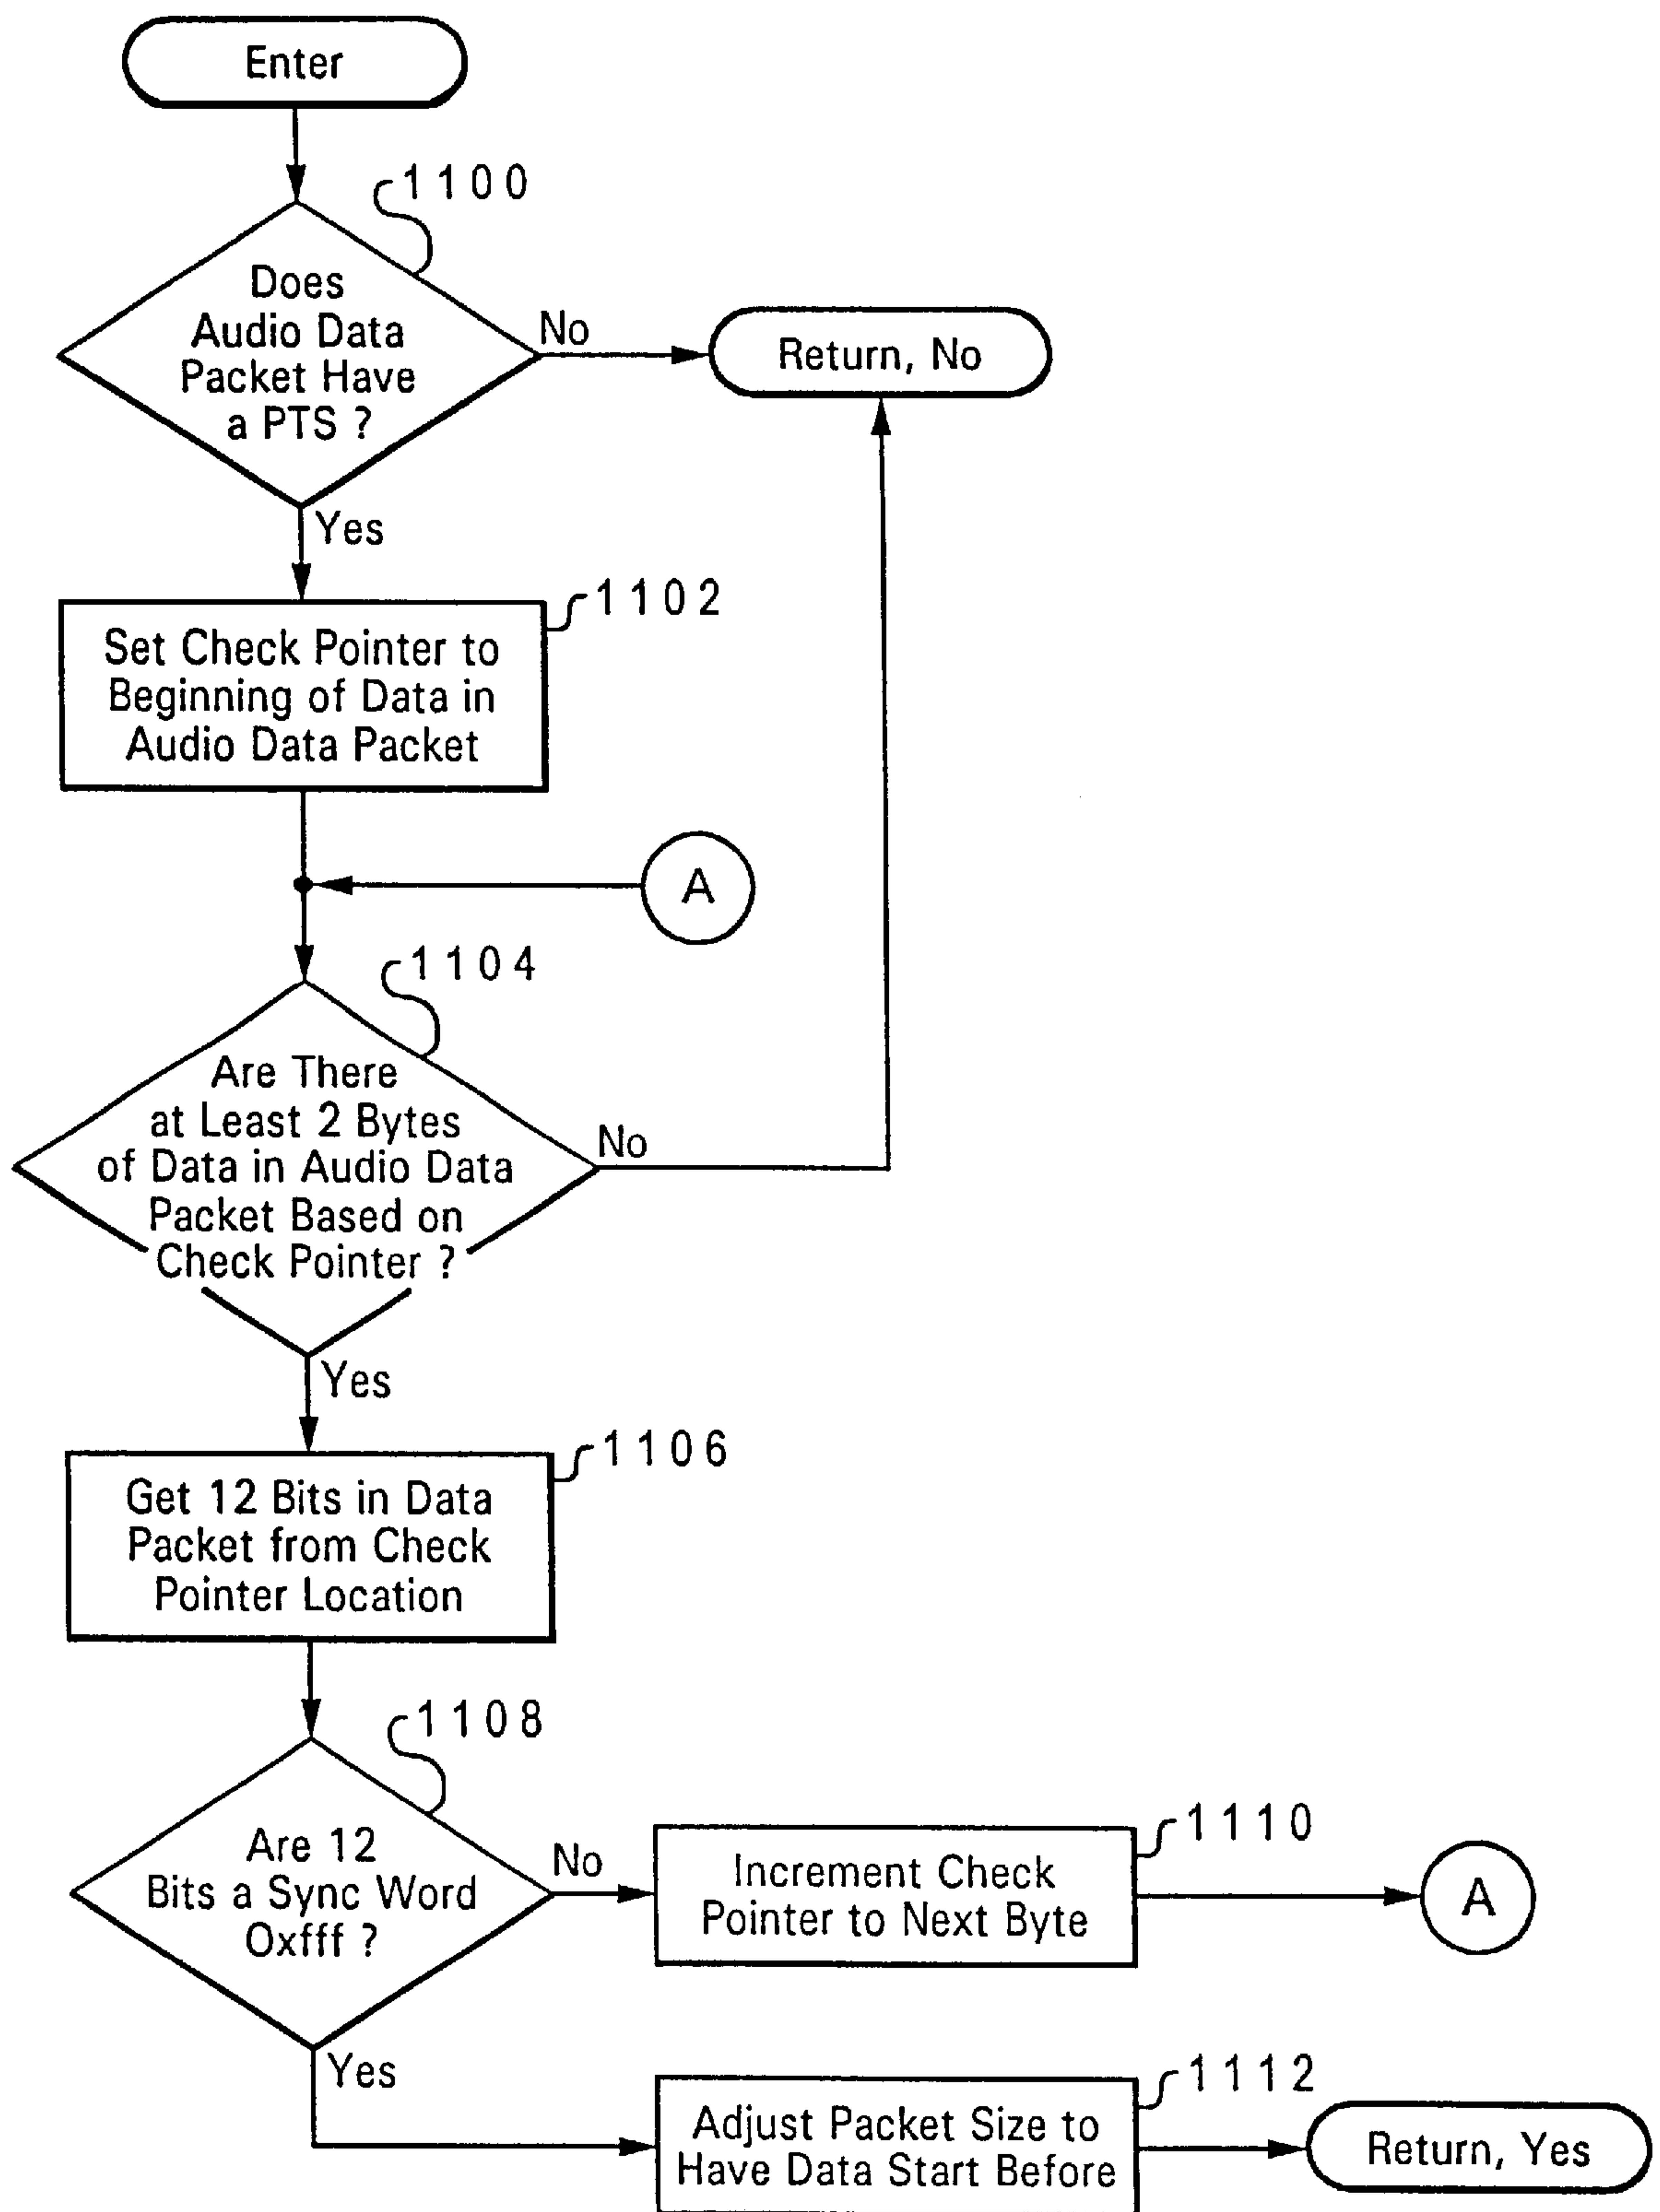 Enter
1100
Does
Audio Data
Packet Have
a PTS ?
No
Return, No
Yes
1102
Set Check Pointer to
Beginning of Data in
Audio Data Packet
A
1104
Are There
at Least 2 Bytes
of Data in Audio Data
Packet Based on
Check Pointer ?
No
Yes
1106
Get 12 Bits in Data
Packet from Check
Pointer Location
1108
Are 12
Bits a Sync Word
Oxfff ?
No
1110
Increment Check
Pointer to Next Byte
A
Yes
1112
Adjust Packet Size to
Have Data Start Before
Return, Yes